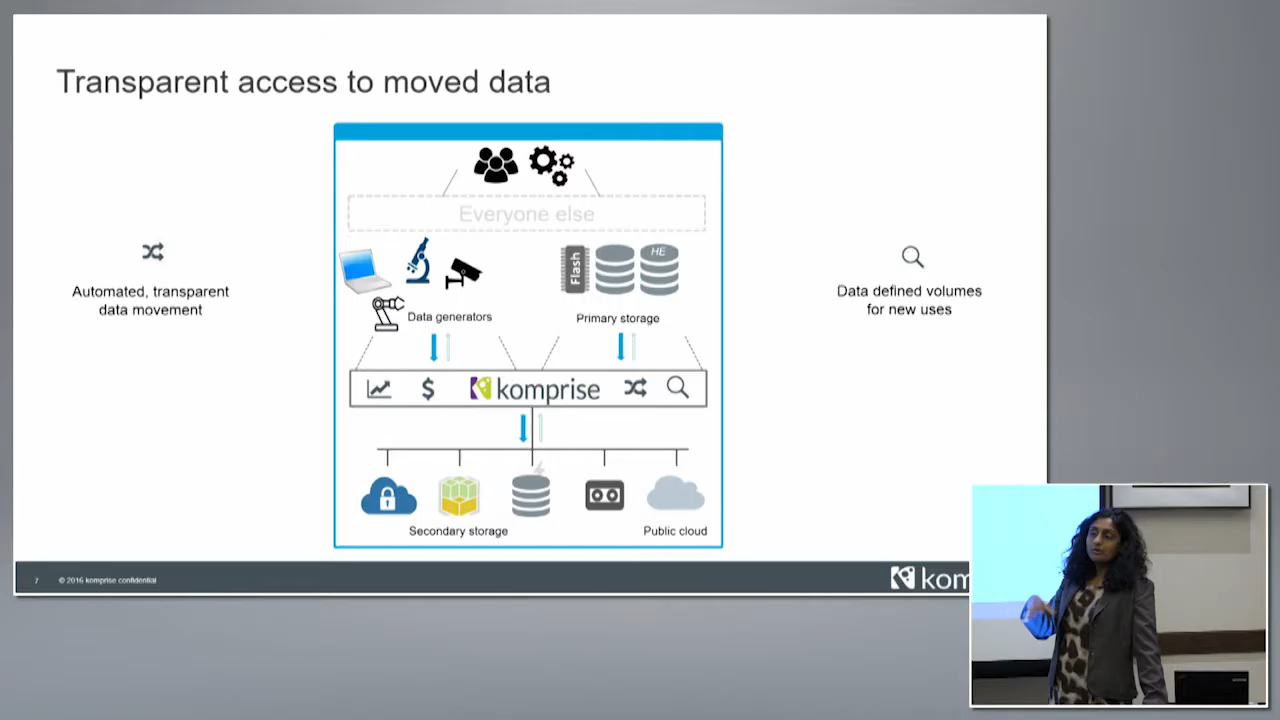 Transparent access to moved data
Everyone else
Flash
HE
Automated, transparent
data movement
Data defined volumes
for new uses
Data generators
Primary storage
$
komprise
Secondary storage
Public cloud
7
© 2016 komprise confidential
kom